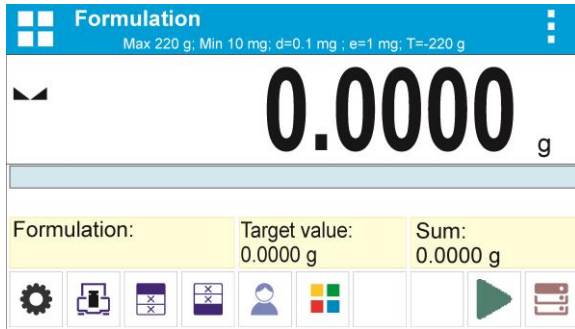 Formulation
Max 220 g; Min 10 mg; d=0.1 mg ; e=1 mg; T=-220 g
0.0000 g
Formulation:
Target value:
0.0000 g
Sum:
0.0000 g